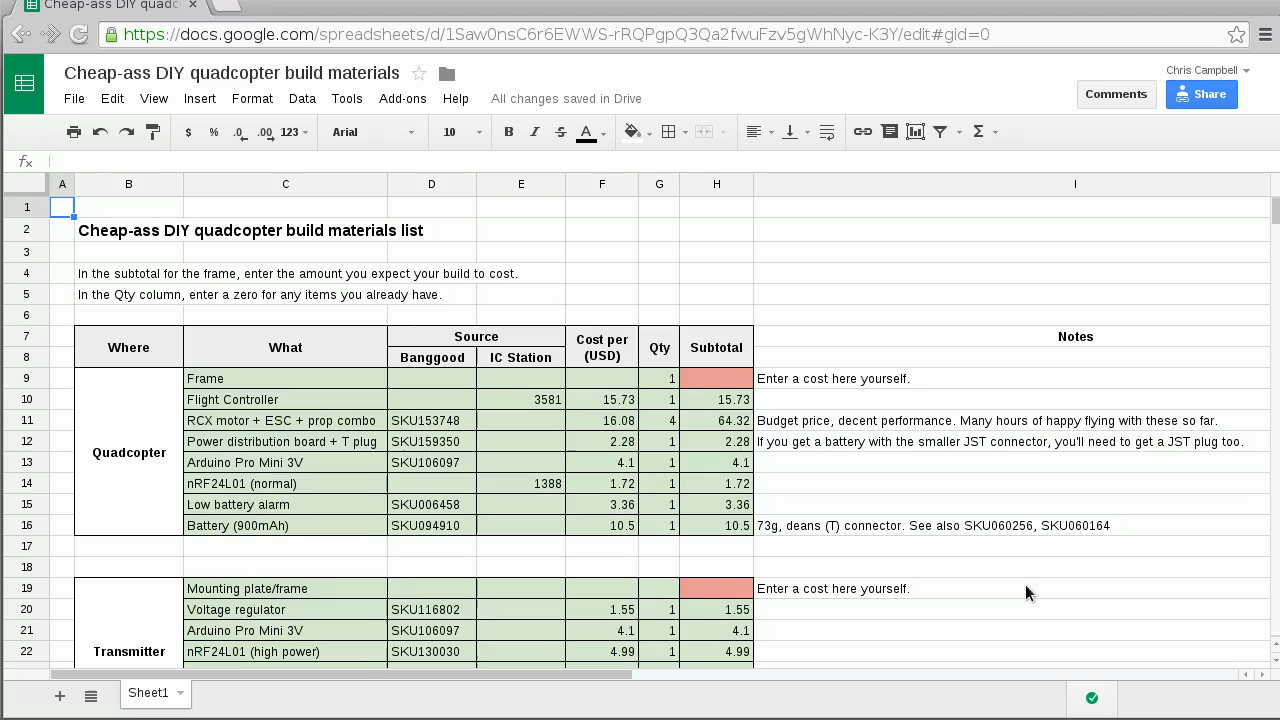 Cheap-ass DIY quadc
https://docs.google.com/spreadsheets/d/1Saw0nsC6r6EWWS-rRQPgpQ3Qa2fwuFzv5gWhNyc-K3Y/edit#gid=0
Cheap-ass DIY quadcopter build materials
Chris Campbell
File Edit View Insert Format Data Tools Add-ons Help All changes saved in Drive
Comments Share
$ % .0 .00 123 Arial 10 B I S A Σ
fx
A B C D E F G H I
1
2 Cheap-ass DIY quadcopter build materials list
3
4 In the subtotal for the frame, enter the amount you expect your build to cost.
5 In the Qty column, enter a zero for any items you already have.
6
7 Where What Source Cost per (USD) Qty Subtotal Notes
8 Banggood IC Station
9 Frame 1 Enter a cost here yourself.
10 Flight Controller 3581 15.73 1 15.73
11 RCX motor + ESC + prop combo SKU153748 16.08 4 64.32 Budget price, decent performance. Many hours of happy flying with these so far.
12 Quadcopter Power distribution board + T plug SKU159350 2.28 1 2.28 If you get a battery with the smaller JST connector, you'll need to get a JST plug too.
13 Arduino Pro Mini 3V SKU106097 4.1 1 4.1
14 nRF24L01 (normal) 1388 1.72 1 1.72
15 Low battery alarm SKU006458 3.36 1 3.36
16 Battery (900mAh) SKU094910 10.5 1 10.5 73g, deans (T) connector. See also SKU060256, SKU060164
17
18
19 Mounting plate/frame Enter a cost here yourself.
20 Voltage regulator SKU116802 1.55 1 1.55
21 Arduino Pro Mini 3V SKU106097 4.1 1 4.1
22 Transmitter nRF24L01 (high power) SKU130030 4.99 1 4.99
Sheet1